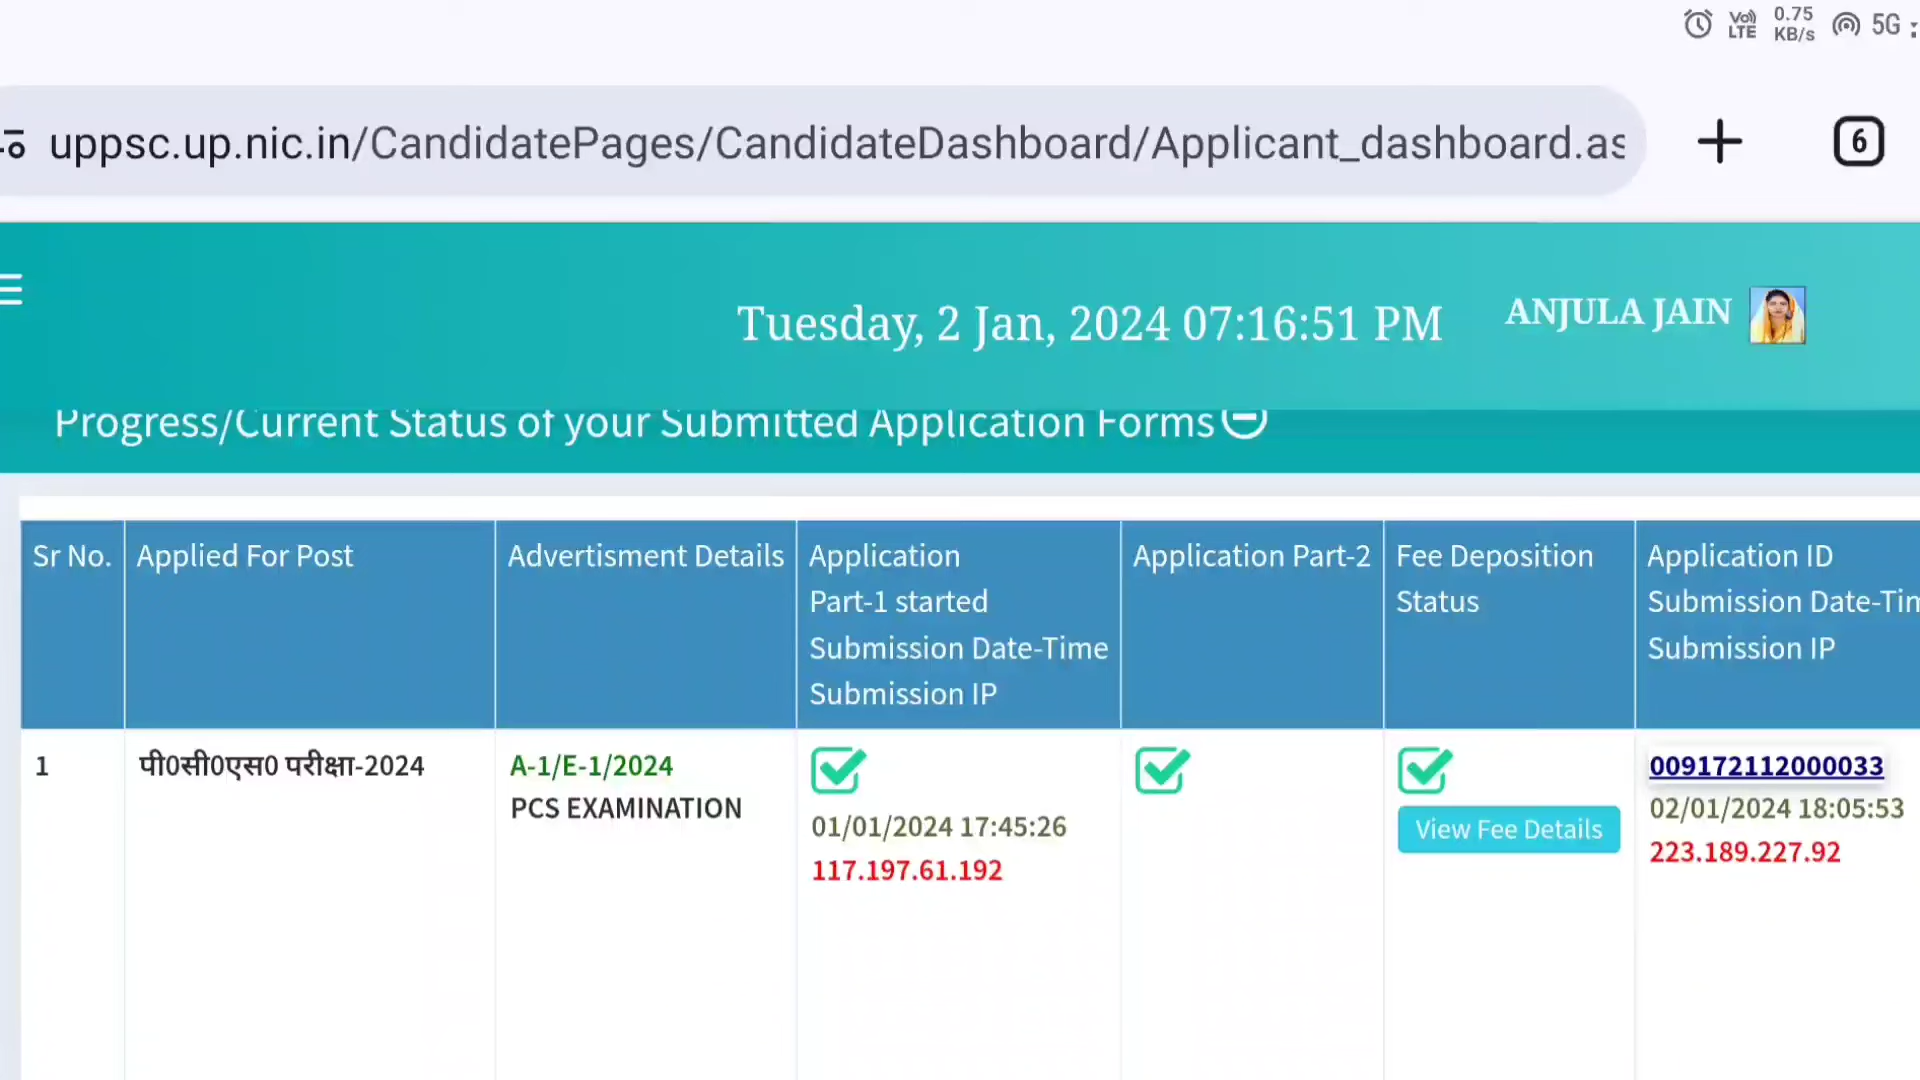 Vo)) LTE 0.75 KB/s 5G
uppsc.up.nic.in/CandidatePages/CandidateDashboard/Applicant_dashboard.as
6
Tuesday, 2 Jan, 2024 07:16:51 PM
ANJULA JAIN
Progress/Current Status of your Submitted Application Forms
Sr No.
Applied For Post
Advertisment Details
Application
Part-1 started
Submission Date-Time
Submission IP
Application Part-2
Fee Deposition
Status
Application ID
Submission Date-Tim
Submission IP
1
पी0सी0एस0 परीक्षा-2024
A-1/E-1/2024
PCS EXAMINATION
01/01/2024 17:45:26
117.197.61.192
View Fee Details
009172112000033
02/01/2024 18:05:53
223.189.227.92